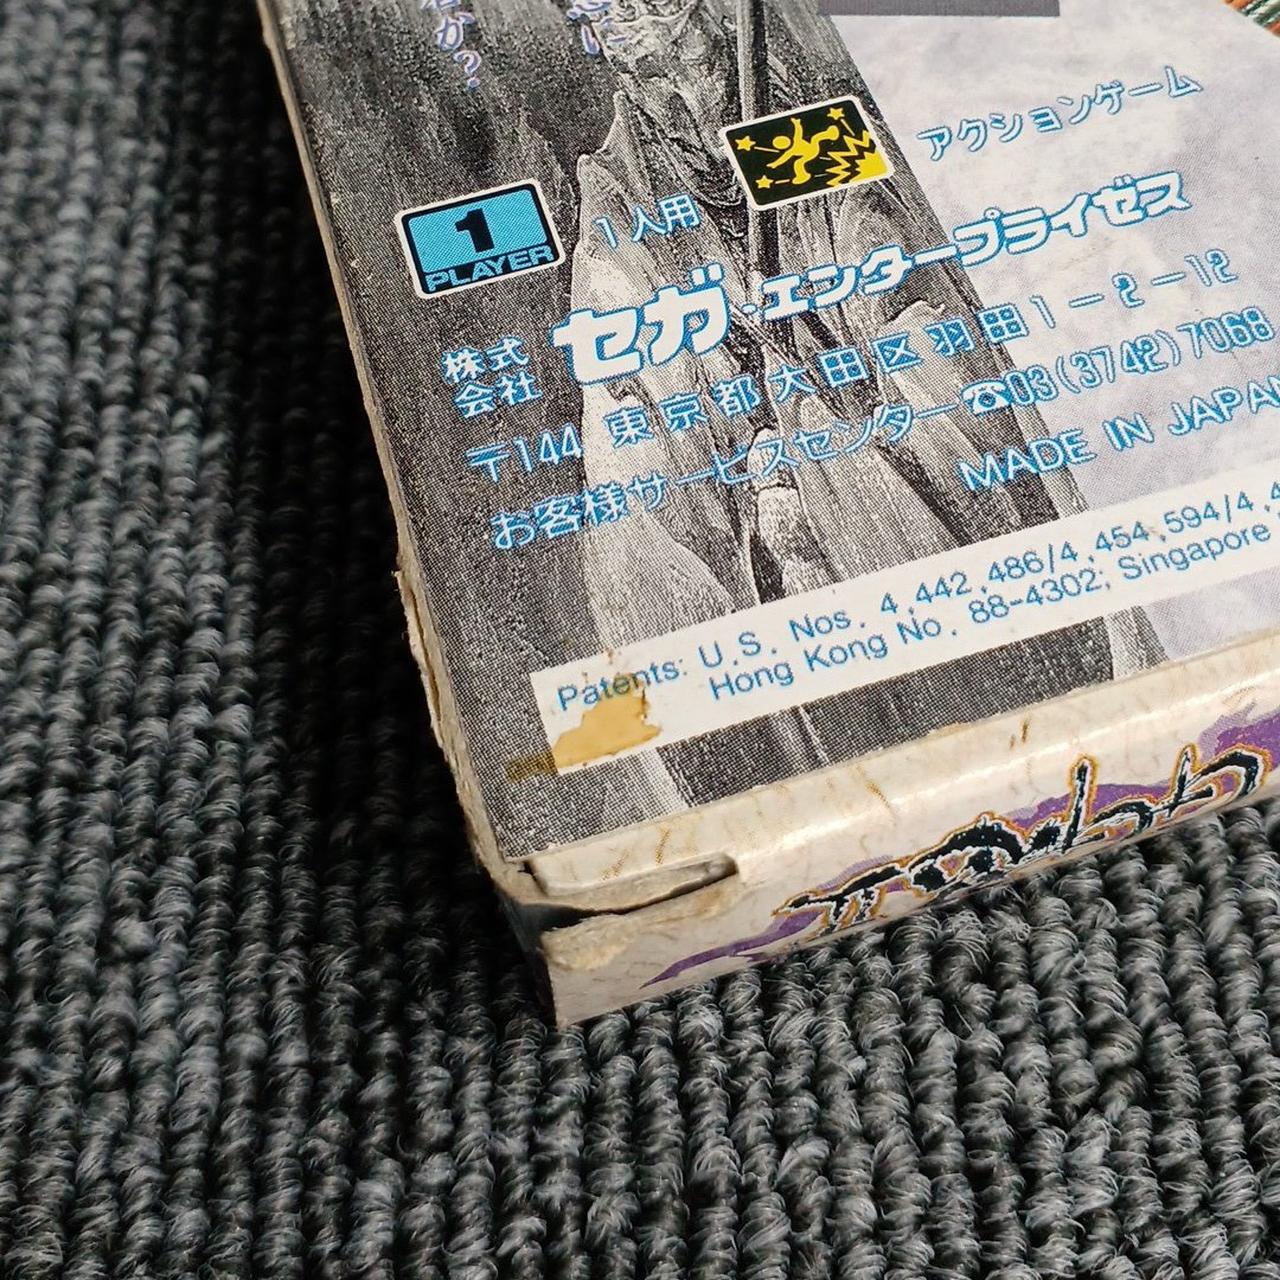 アクションゲーム
1
PLAYER
1人用
株式
会社
セガ・エンタープライゼス
〒144 東京都大田区羽田1-2-12
お客様サービスセンター☎03(3742)7068
MADE IN JAPAN
Patents: U.S. Nos. 4,442,486/4,454,594/4,4
Hong Kong No. 88-4302; Singapore